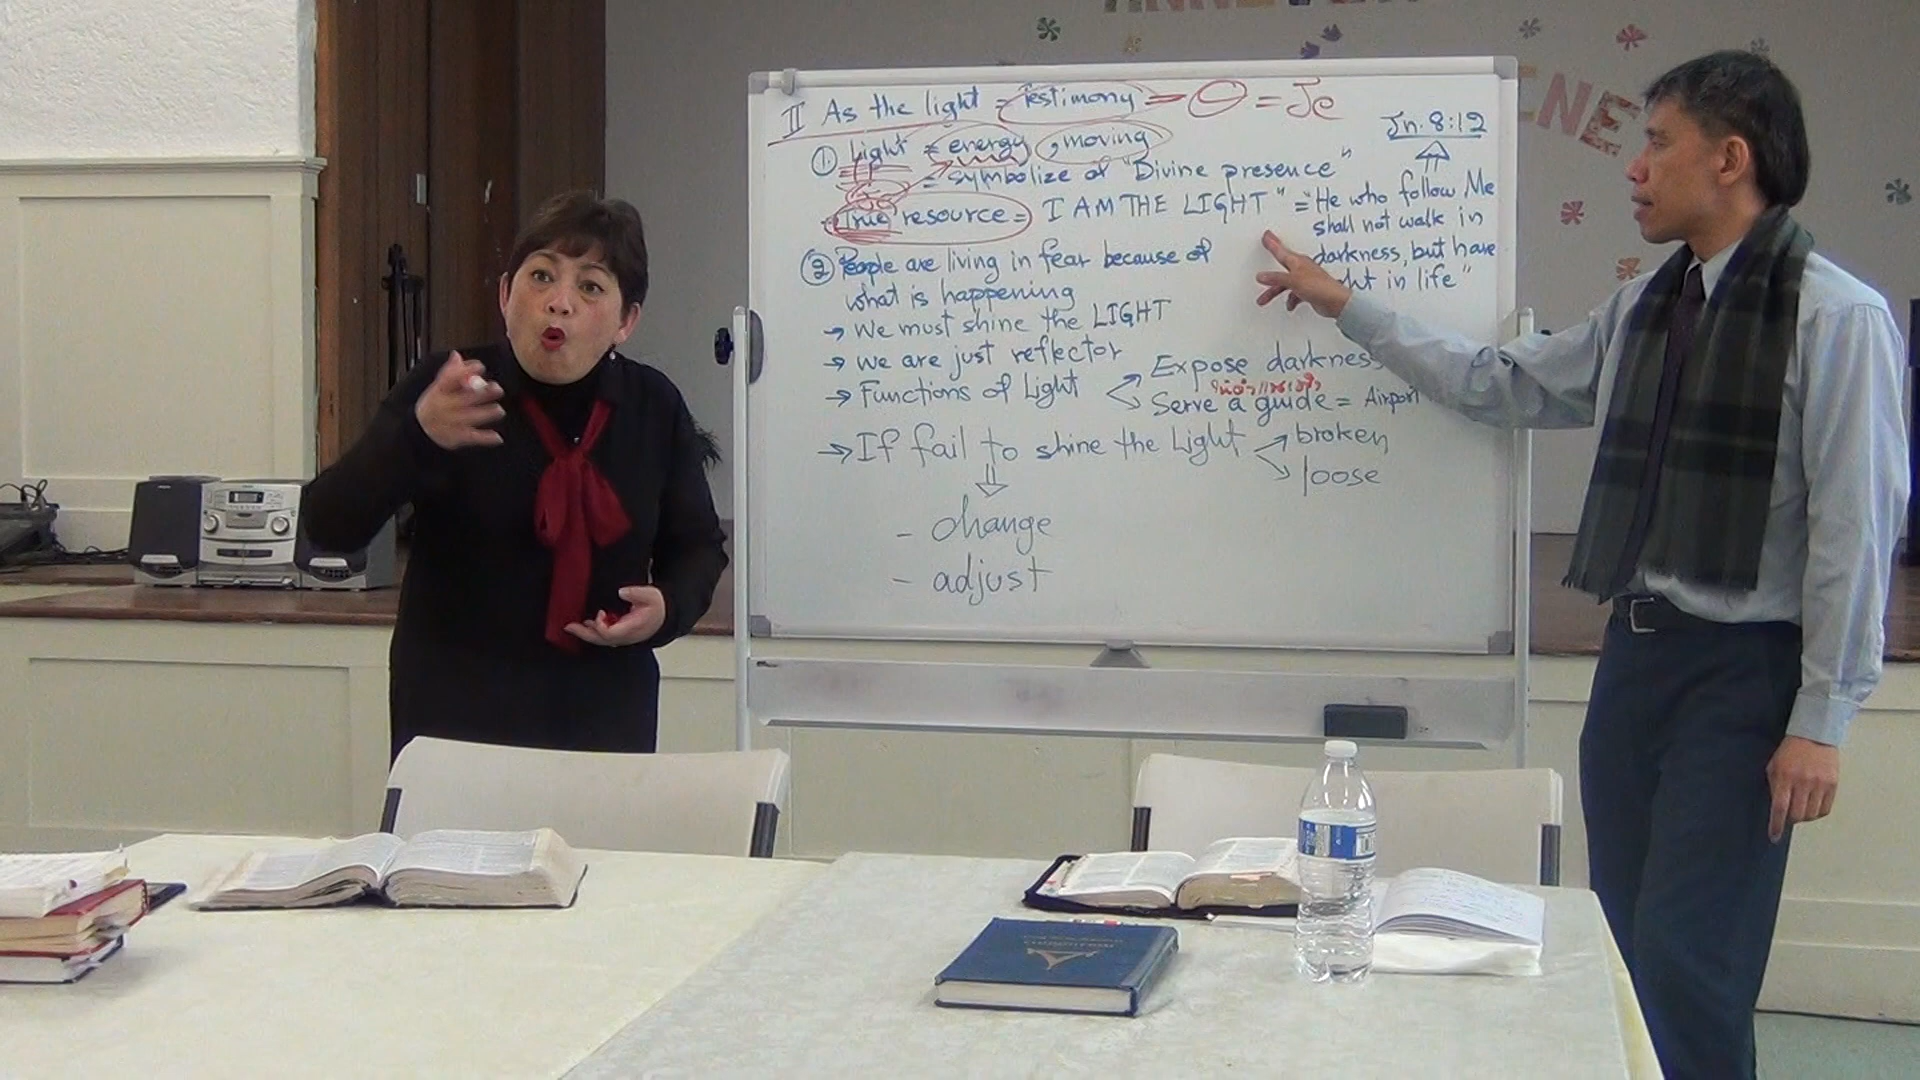 II As the light = Testimony → = Je
Jn. 8:12
1. Light = energy, moving
= symbolize of "Divine presence"
True resource = I AM THE LIGHT" = "He who follow Me
shall not walk in
darkness, but have
in life"
2 People are living in fear because of
what is happening
→ We must shine the LIGHT
→ we are just reflector
→ Functions of Light → Expose darkness
→ Serve a guide = Airport
→ If fail to shine the Light → broken
→ loose
⇓
- change
- adjust